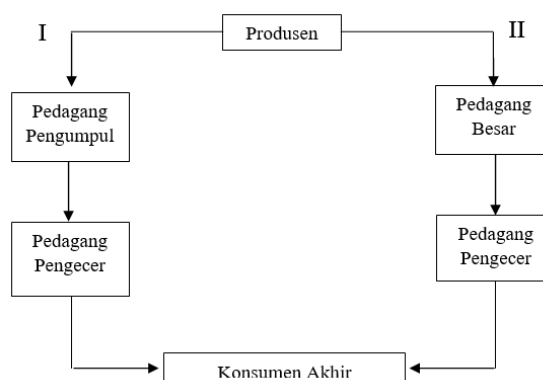 I
Produsen
II
Pedagang
Pengumpul
Pedagang
Besar
Pedagang
Pengecer
Pedagang
Pengecer
Konsumen Akhir